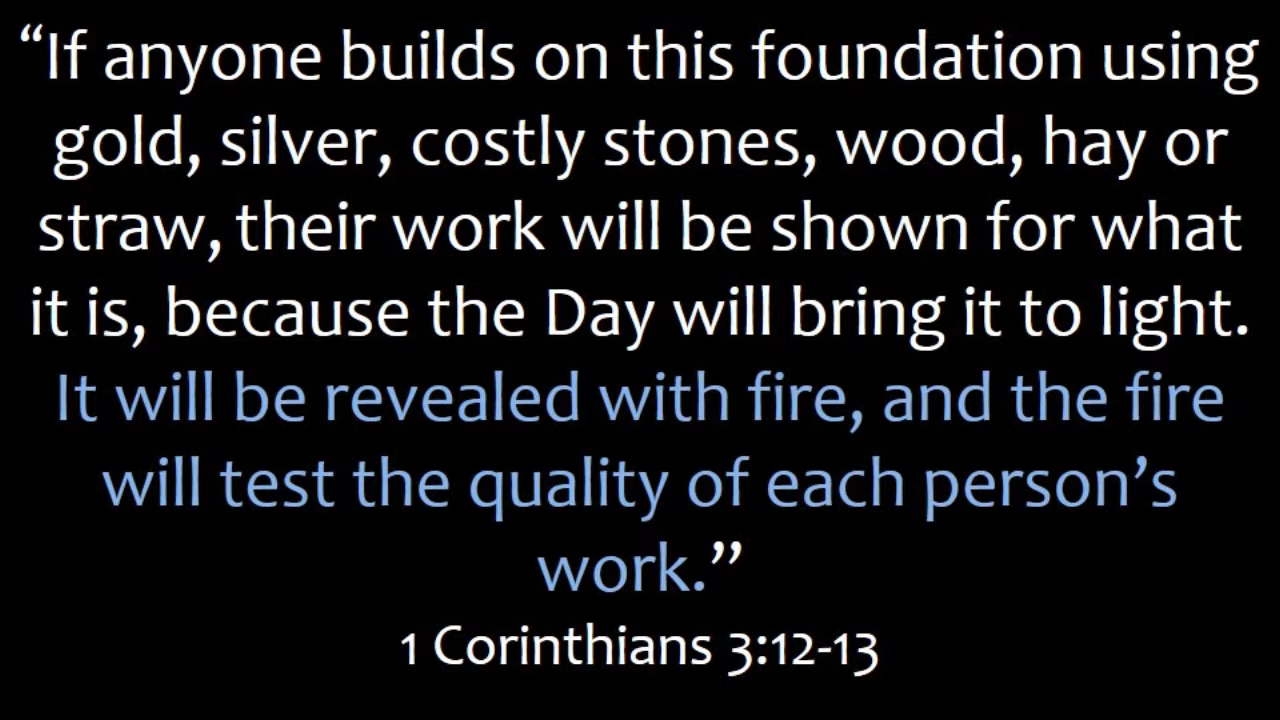 “If anyone builds on this foundation using
gold, silver, costly stones, wood, hay or
straw, their work will be shown for what
it is, because the Day will bring it to light.
It will be revealed with fire, and the fire
will test the quality of each person’s
work.”
1 Corinthians 3:12-13